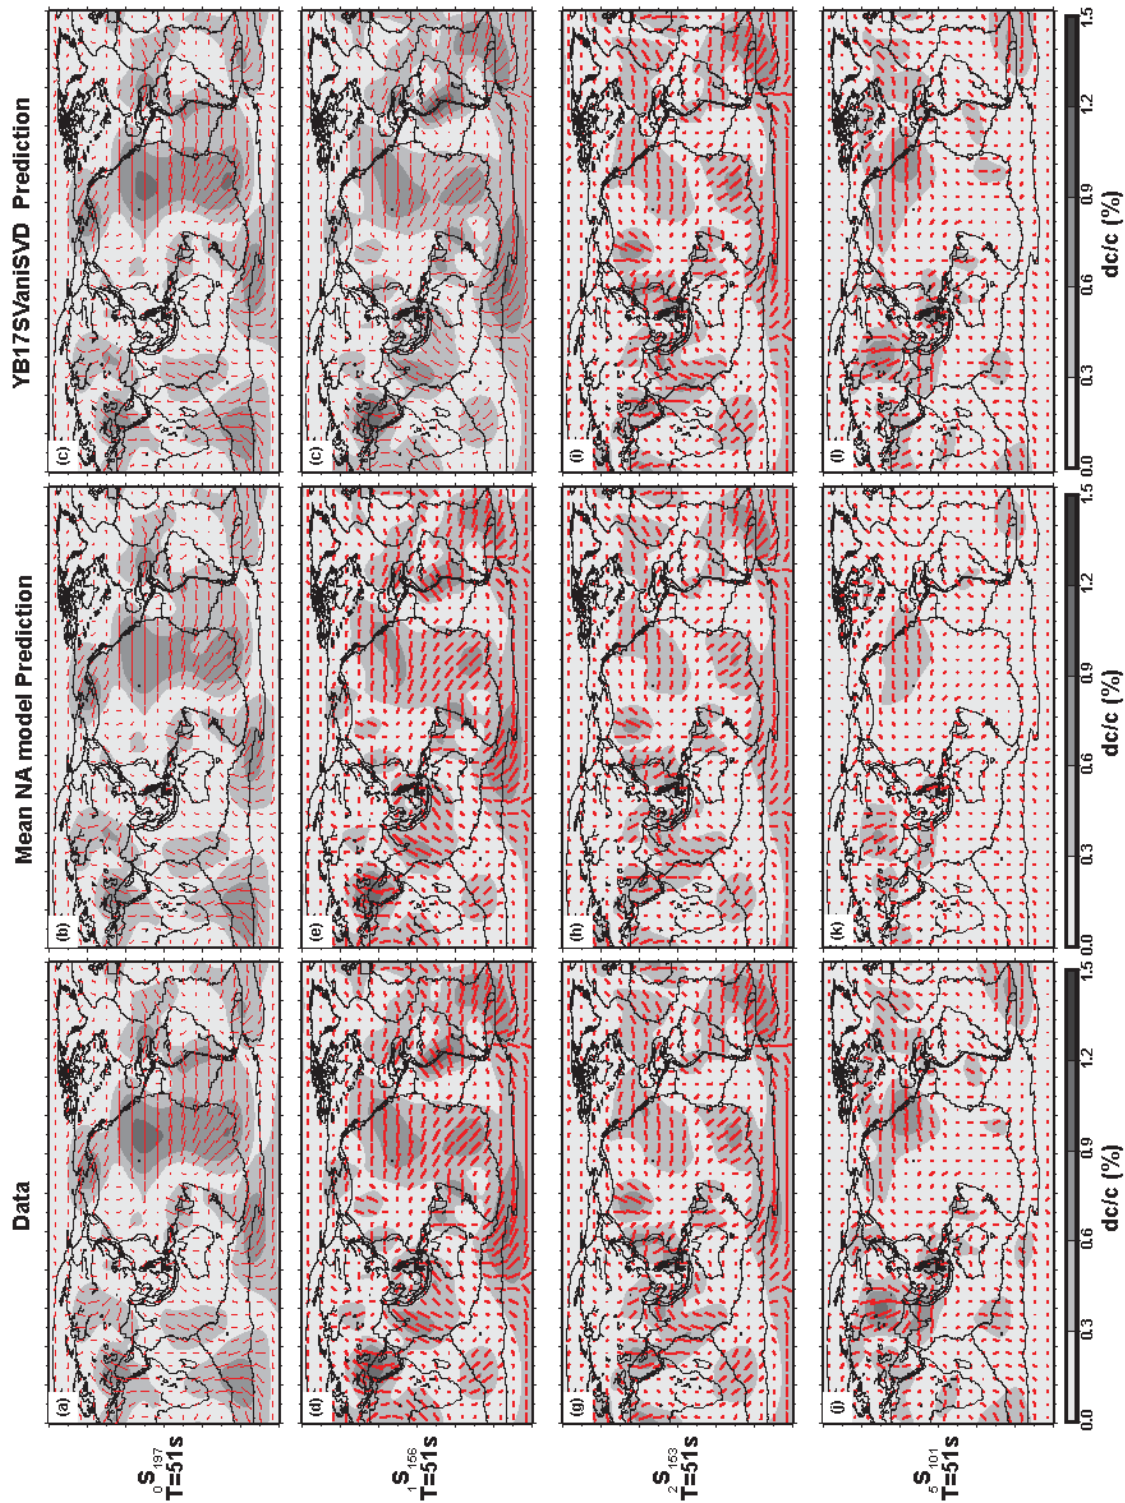 Data
Mean NA model Prediction
YB17SVaniSVD Prediction
0S197
T=51s
(a)
(b)
(c)
1S156
T=51s
(d)
(e)
(c)
2S153
T=51s
(g)
(h)
(i)
5S101
T=51s
(j)
(k)
(l)
0.0 0.3 0.6 0.9 1.2 1.5
dc/c (%)
0.0 0.3 0.6 0.9 1.2 1.5
dc/c (%)
0.0 0.3 0.6 0.9 1.2 1.5
dc/c (%)